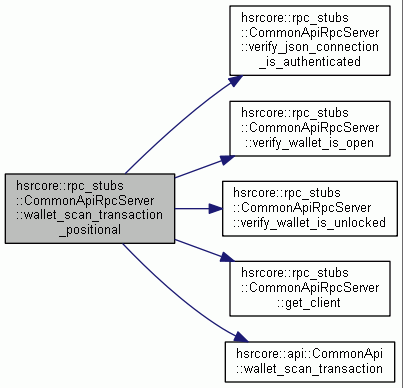 hsrcore::rpc_stubs
::CommonApiRpcServer
::verify_json_connection
_is_authenticated
hsrcore::rpc_stubs
::CommonApiRpcServer
::verify_wallet_is_open
hsrcore::rpc_stubs
::CommonApiRpcServer
::wallet_scan_transaction
_positional
hsrcore::rpc_stubs
::CommonApiRpcServer
::verify_wallet_is_unlocked
hsrcore::rpc_stubs
::CommonApiRpcServer
::get_client
hsrcore::api::CommonApi
::wallet_scan_transaction